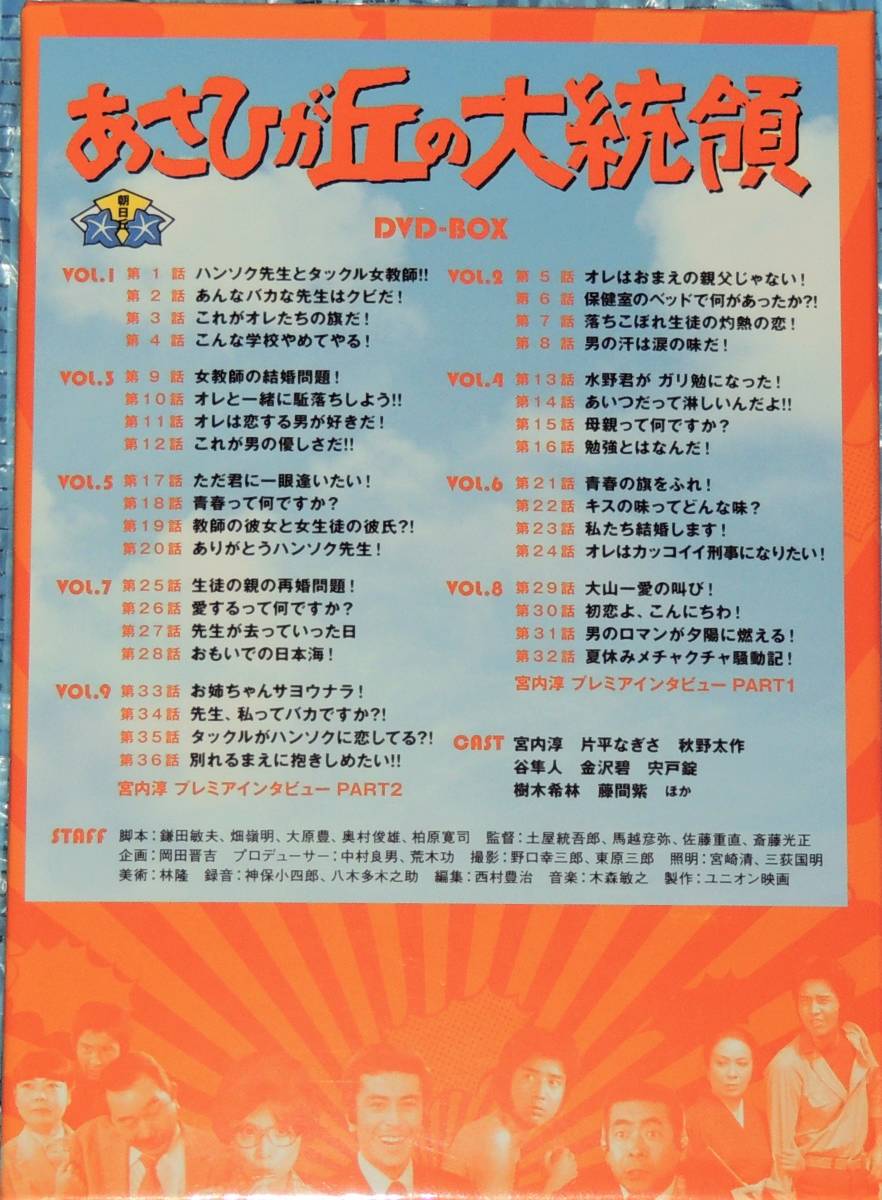 あさひが丘の大統領
朝日丘
DVD-BOX
VOL.1 第1話 ハンソク先生とタックル女教師!!
第2話 あんなバカな先生はクビだ!
第3話 これがオレたちの旗だ!
第4話 こんな学校やめてやる!
VOL.2 第5話 オレはおまえの親父じゃない!
第6話 保健室のベッドで何があったか?!
第7話 落ちこぼれ生徒の灼熱の恋!
第8話 男の汗は涙の味だ!
VOL.3 第9話 女教師の結婚問題!
第10話 オレと一緒に駈落ちしよう!!
第11話 オレは恋する男が好きだ!
第12話 これが男の優しさだ!!
VOL.4 第13話 水野君が ガリ勉になった!
第14話 あいつだって淋しいんだよ!!
第15話 母親って何ですか?
第16話 勉強とはなんだ!
VOL.5 第17話 ただ君に一眼逢いたい!
第18話 青春って何ですか?
第19話 教師の彼女と女生徒の彼氏?!
第20話 ありがとうハンソク先生!
VOL.6 第21話 青春の旗をふれ!
第22話 キスの味ってどんな味?
第23話 私たち結婚します!
第24話 オレはカッコイイ刑事になりたい!
VOL.7 第25話 生徒の親の再婚問題!
第26話 愛するって何ですか?
第27話 先生が去っていった日
第28話 おもいでの日本海!
VOL.8 第29話 大山一愛の叫び!
第30話 初恋よ、こんにちわ!
第31話 男のロマンが夕陽に燃える!
第32話 夏休みメチャクチャ騒動記!
宮内淳 プレミアインタビュー PART1
VOL.9 第33話 お姉ちゃんサヨウナラ!
第34話 先生、私ってバカですか?!
第35話 タックルがハンソクに恋してる?!
第36話 別れるまえに抱きしめたい!!
宮内淳 プレミアインタビュー PART2
CAST 宮内淳 片平なぎさ 秋野太作
谷隼人 金沢碧 宍戸錠
樹木希林 藤間紫 ほか
STAFF 脚本:鎌田敏夫、畑嶺明、大原豊、奥村俊雄、柏原寛司 監督:土屋統吾郎、馬越彦弥、佐藤重直、斎藤光正
企画:岡田晋吉 プロデューサー:中村良男、荒木功 撮影:野口幸三郎、東原三郎 照明:宮崎清、三荻国明
美術:林隆 録音:神保小四郎、八木多木之助 編集:西村豊治 音楽:木森敏之 製作:ユニオン映画